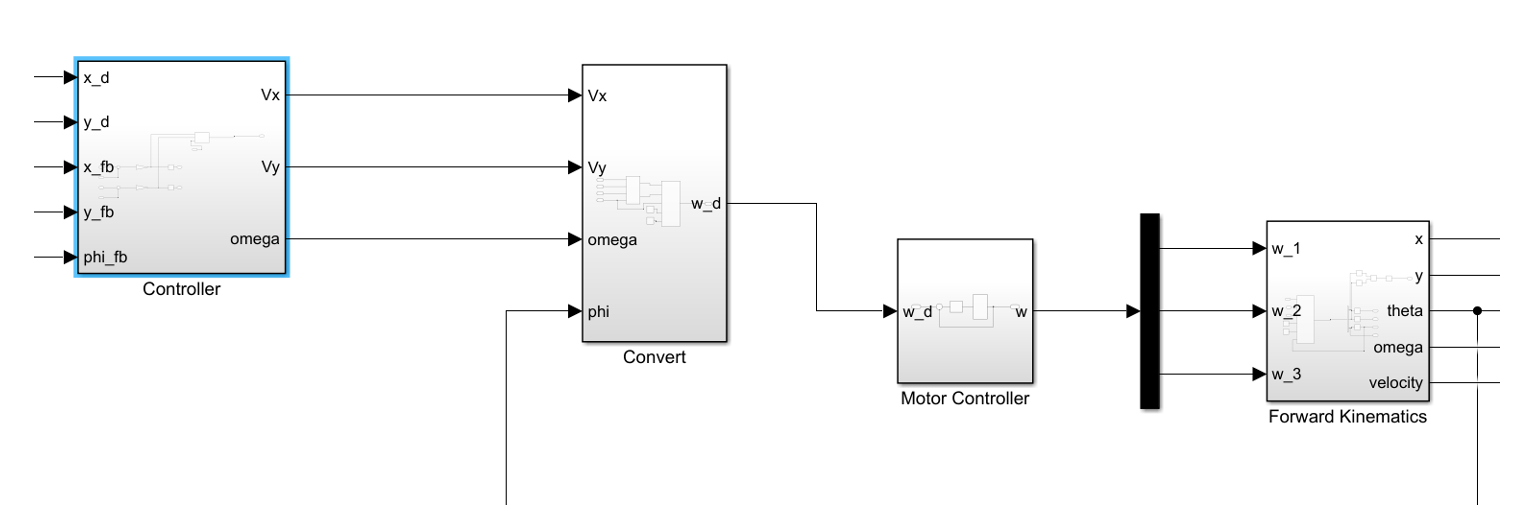 x_d
y_d
x_fb
y_fb
phi_fb
Vx
Vy
omega
Controller
Vx
Vy
omega
phi
w_d
Convert
w_d
w
Motor Controller
w_1
w_2
w_3
x
y
theta
omega
velocity
Forward Kinematics